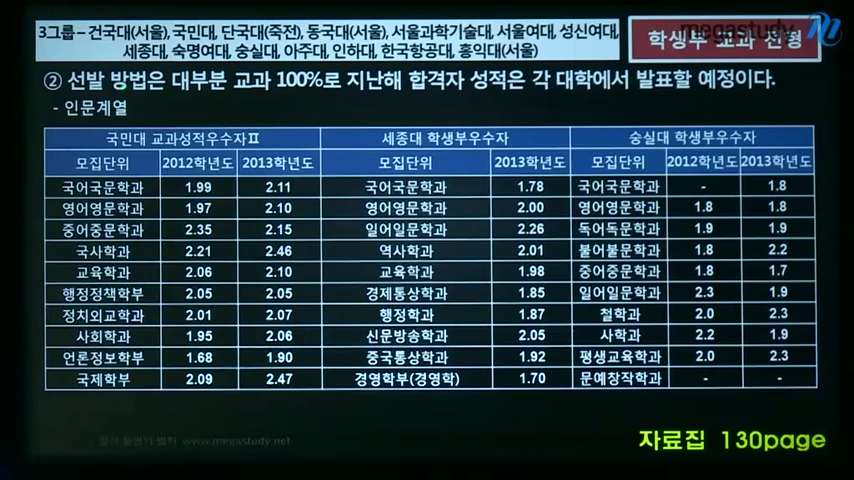 3그룹 – 건국대(서울), 국민대, 단국대(죽전), 동국대(서울), 서울과학기술대, 서울여대, 성신여대,
세종대, 숙명여대, 숭실대, 아주대, 인하대, 한국항공대, 홍익대(서울)
megastudy
학생부 교과 전형
② 선발 방법은 대부분 교과 100%로 지난해 합격자 성적은 각 대학에서 발표할 예정이다.
- 인문계열
국민대 교과성적우수자Ⅱ 세종대 학생부우수자 숭실대 학생부우수자
모집단위 2012학년도 2013학년도 모집단위 2013학년도 모집단위 2012학년도 2013학년도
국어국문학과 1.99 2.11 국어국문학과 1.78 국어국문학과 - 1.8
영어영문학과 1.97 2.10 영어영문학과 2.00 영어영문학과 1.8 1.8
중어중문학과 2.35 2.15 일어일문학과 2.26 독어독문학과 1.9 1.9
국사학과 2.21 2.46 역사학과 2.01 불어불문학과 1.8 2.2
교육학과 2.06 2.10 교육학과 1.98 중어중문학과 1.8 1.7
행정정책학부 2.05 2.05 경제통상학과 1.85 일어일문학과 2.3 1.9
정치외교학과 2.01 2.07 행정학과 1.87 철학과 2.0 2.3
사회학과 1.95 2.06 신문방송학과 2.05 사학과 2.2 1.9
언론정보학부 1.68 1.90 중국통상학과 1.92 평생교육학과 2.0 2.3
국제학부 2.09 2.47 경영학부(경영학) 1.70 문예창작학과 - -
www.megastudy.net
자료집 130page